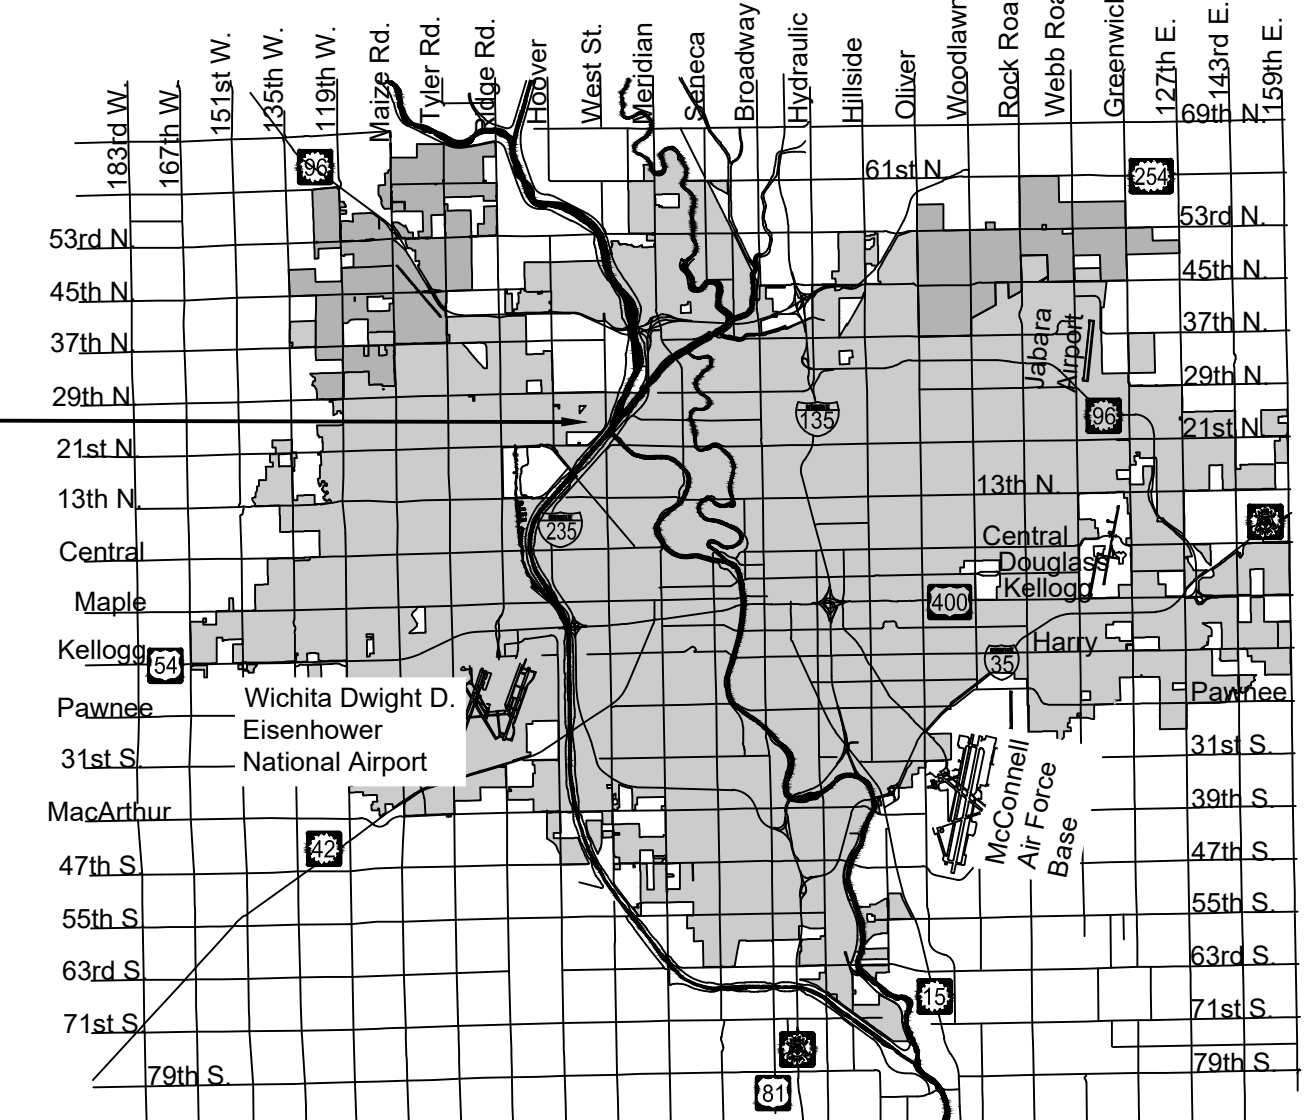 183rd W.
167th W.
151st W.
135th W.
119th W.
Maize Rd.
Tyler Rd.
Ridge Rd.
Hoover
West St.
Meridian
Seneca
Broadway
Hydraulic
Hillside
Oliver
Woodlawn
Rock Roa
Webb Roa
Greenwich
127th E.
143rd E.
159th E.
69th N.
96
61st N.
254
53rd N.
53rd N.
45th N.
45th N.
37th N.
37th N.
Jabara
Airport
29th N.
29th N
135
96
21st N.
21st N
13th N.
13th N.
235
Central
Central
Douglass
Kellogg
Maple
400
Kellogg
54
Harry
35
Pawnee
Pawnee
Wichita Dwight D.
Eisenhower
National Airport
31st S.
31st S.
McConnell
Air Force
Base
MacArthur
39th S.
42
47th S.
47th S.
55th S
55th S.
63rd S.
63rd S.
15
71st S
71st S.
79th S.
79th S.
81